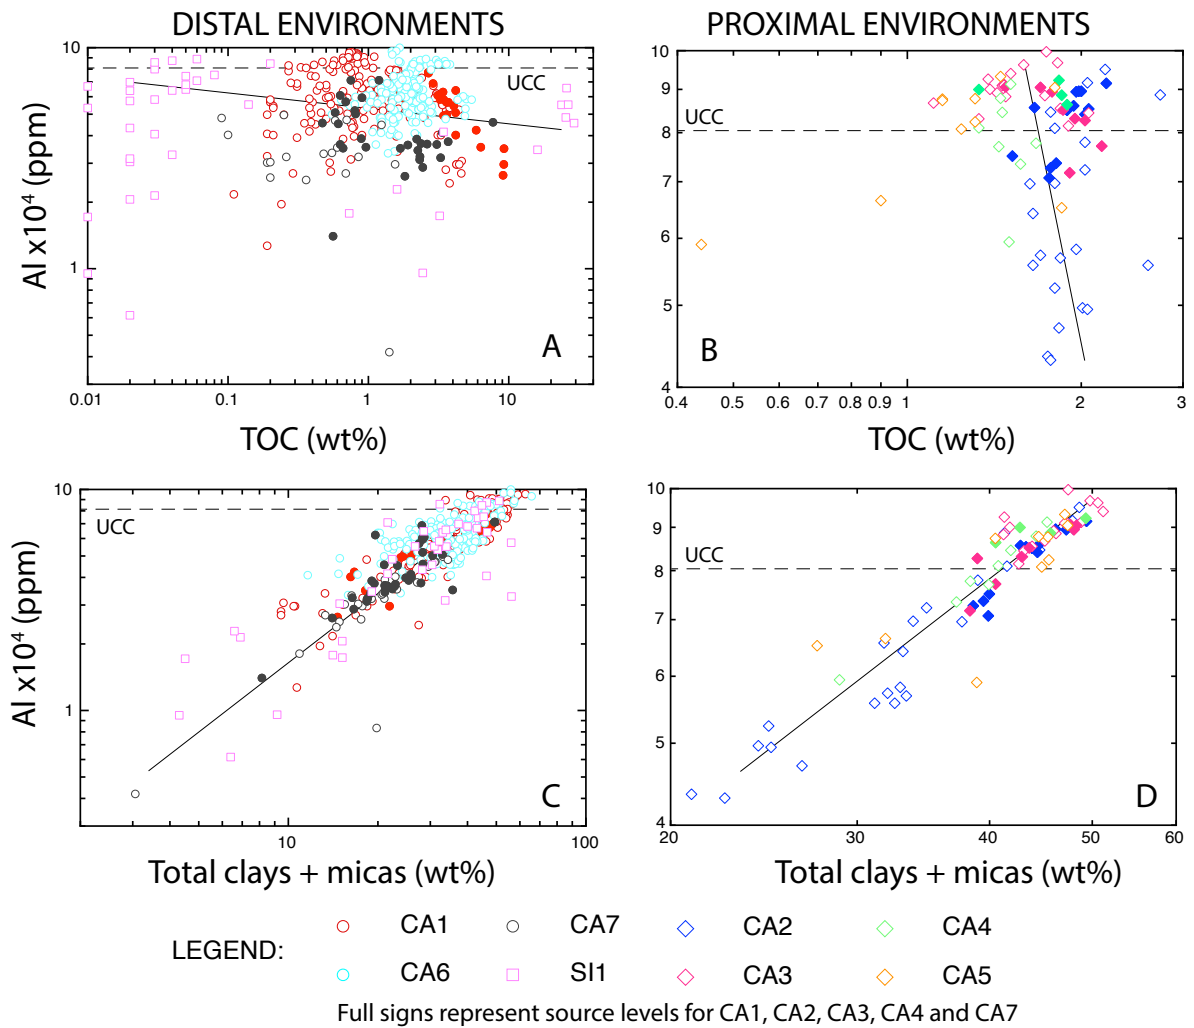 DISTAL ENVIRONMENTS
PROXIMAL ENVIRONMENTS
Al x10⁴ (ppm)
10
1
UCC
A
0.01
0.1
1
10
TOC (wt%)
10
9
8
7
6
5
4
UCC
B
0.4
0.5
0.6
0.7
0.8
0.9
1
2
3
TOC (wt%)
Al x10⁴ (ppm)
10
1
UCC
C
10
100
Total clays + micas (wt%)
10
9
8
7
6
5
4
UCC
D
20
30
40
50
60
Total clays + micas (wt%)
LEGEND:
CA1
CA7
CA2
CA4
CA6
SI1
CA3
CA5
Full signs represent source levels for CA1, CA2, CA3, CA4 and CA7